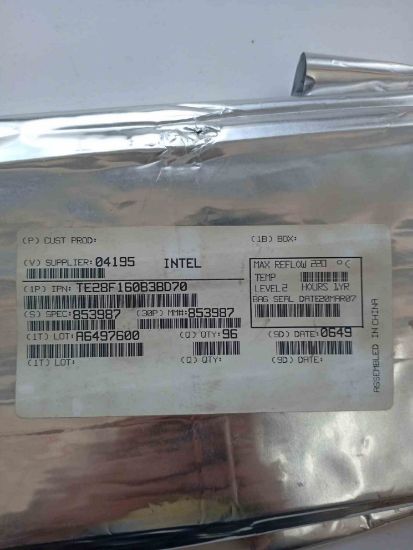 (P) CUST PROD:
(1B) BOX:
(V) SUPPLIER: 04195 INTEL
MAX REFLOW 220 °C
TEMP
LEVEL 2 HOURS 1YR
BAG SEAL DATE20MAR07
(1P) IPN: TE28F160B3BD70
(S) SPEC: 853987 (30P) MM#: 853987
(1T) LOT: A6497600 (Q) QTY: 96 (9D) DATE: 0649
(1T) LOT: (Q) QTY: (9D) DATE:
ASSEMBLED IN CHINA